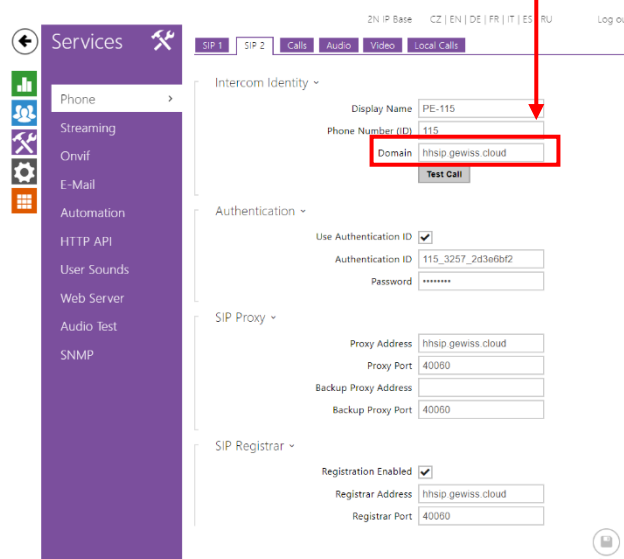 2N IP Base CZ | EN | DE | FR | IT | ES RU Log ou
Services
SIP 1 SIP 2 Calls Audio Video Local Calls
Phone
Streaming
Onvif
E-Mail
Automation
HTTP API
User Sounds
Web Server
Audio Test
SNMP
Intercom Identity
Display Name PE-115
Phone Number (ID) 115
Domain hhsip.gewiss.cloud
Test Call
Authentication
Use Authentication ID
Authentication ID 115_3257_2d3e6bf2
Password ········
SIP Proxy
Proxy Address hhsip.gewiss.cloud
Proxy Port 40060
Backup Proxy Address
Backup Proxy Port 40060
SIP Registrar
Registration Enabled
Registrar Address hhsip.gewiss.cloud
Registrar Port 40060